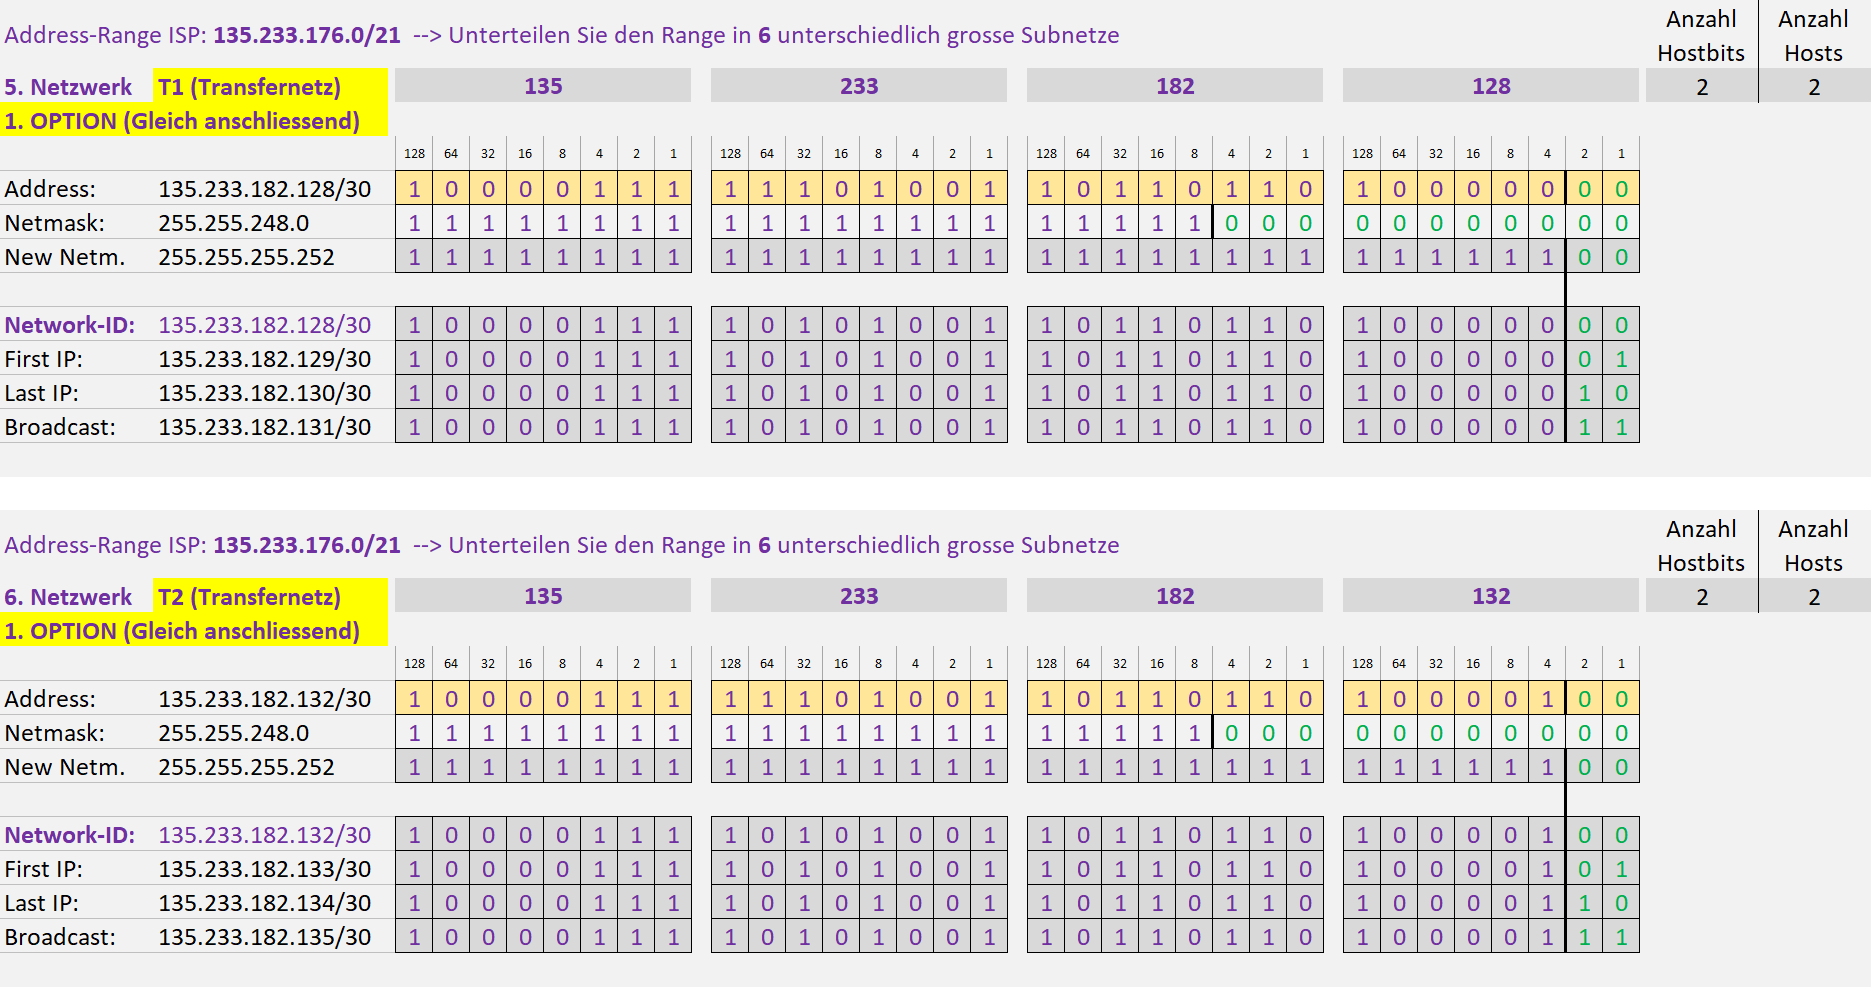 Anzahl Anzahl
Address-Range ISP: 135.233.176.0/21 --> Unterteilen Sie den Range in 6 unterschiedlich grosse Subnetze
Hostbits Hosts
5. Netzwerk T1 (Transfernetz) 135 233 182 128 2 2
1. OPTION (Gleich anschliessend)
128 64 32 16 8 4 2 1 128 64 32 16 8 4 2 1 128 64 32 16 8 4 2 1 128 64 32 16 8 4 2 1
Address: 135.233.182.128/30 1 0 0 0 0 1 1 1 1 1 1 0 1 0 0 1 1 0 1 1 0 1 1 0 1 0 0 0 0 0 0 0
Netmask: 255.255.248.0 1 1 1 1 1 1 1 1 1 1 1 1 1 1 1 1 1 1 1 1 1 0 0 0 0 0 0 0 0 0 0 0
New Netm. 255.255.255.252 1 1 1 1 1 1 1 1 1 1 1 1 1 1 1 1 1 1 1 1 1 1 1 1 1 1 1 1 1 1 0 0
Network-ID: 135.233.182.128/30 1 0 0 0 0 1 1 1 1 0 1 0 1 0 0 1 1 0 1 1 0 1 1 0 1 0 0 0 0 0 0 0
First IP: 135.233.182.129/30 1 0 0 0 0 1 1 1 1 0 1 0 1 0 0 1 1 0 1 1 0 1 1 0 1 0 0 0 0 0 0 1
Last IP: 135.233.182.130/30 1 0 0 0 0 1 1 1 1 0 1 0 1 0 0 1 1 0 1 1 0 1 1 0 1 0 0 0 0 0 1 0
Broadcast: 135.233.182.131/30 1 0 0 0 0 1 1 1 1 0 1 0 1 0 0 1 1 0 1 1 0 1 1 0 1 0 0 0 0 0 1 1
Anzahl Anzahl
Address-Range ISP: 135.233.176.0/21 --> Unterteilen Sie den Range in 6 unterschiedlich grosse Subnetze
Hostbits Hosts
6. Netzwerk T2 (Transfernetz) 135 233 182 132 2 2
1. OPTION (Gleich anschliessend)
128 64 32 16 8 4 2 1 128 64 32 16 8 4 2 1 128 64 32 16 8 4 2 1 128 64 32 16 8 4 2 1
Address: 135.233.182.132/30 1 0 0 0 0 1 1 1 1 1 1 0 1 0 0 1 1 0 1 1 0 1 1 0 1 0 0 0 0 1 0 0
Netmask: 255.255.248.0 1 1 1 1 1 1 1 1 1 1 1 1 1 1 1 1 1 1 1 1 1 0 0 0 0 0 0 0 0 0 0 0
New Netm. 255.255.255.252 1 1 1 1 1 1 1 1 1 1 1 1 1 1 1 1 1 1 1 1 1 1 1 1 1 1 1 1 1 1 0 0
Network-ID: 135.233.182.132/30 1 0 0 0 0 1 1 1 1 0 1 0 1 0 0 1 1 0 1 1 0 1 1 0 1 0 0 0 0 1 0 0
First IP: 135.233.182.133/30 1 0 0 0 0 1 1 1 1 0 1 0 1 0 0 1 1 0 1 1 0 1 1 0 1 0 0 0 0 1 0 1
Last IP: 135.233.182.134/30 1 0 0 0 0 1 1 1 1 0 1 0 1 0 0 1 1 0 1 1 0 1 1 0 1 0 0 0 0 1 1 0
Broadcast: 135.233.182.135/30 1 0 0 0 0 1 1 1 1 0 1 0 1 0 0 1 1 0 1 1 0 1 1 0 1 0 0 0 0 1 1 1